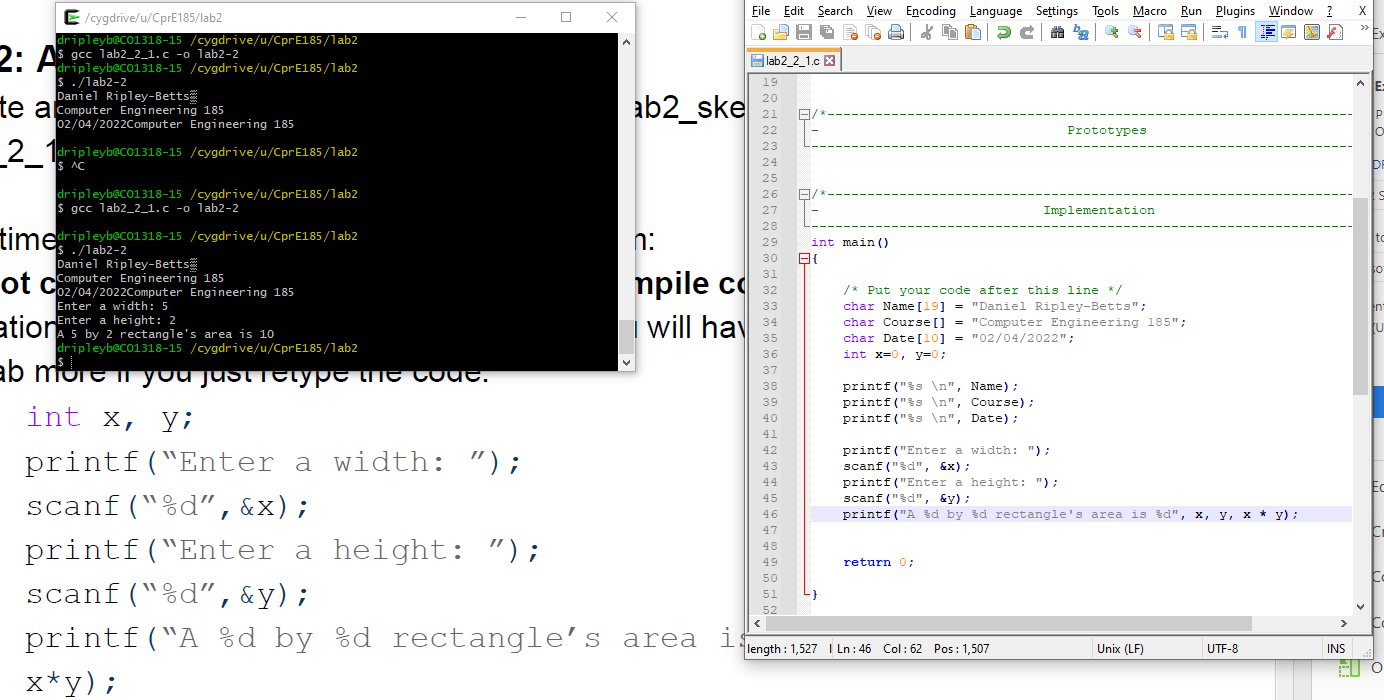 /cygdrive/u/CprE185/lab2
dripleyb@CO1318-15 /cygdrive/u/CprE185/lab2
$ gcc lab2_2_1.c -o lab2-2
dripleyb@CO1318-15 /cygdrive/u/CprE185/lab2
$ ./lab2-2
Daniel Ripley-Betts▒
Computer Engineering 185
02/04/2022Computer Engineering 185
dripleyb@CO1318-15 /cygdrive/u/CprE185/lab2
$ ^C
dripleyb@CO1318-15 /cygdrive/u/CprE185/lab2
$ gcc lab2_2_1.c -o lab2-2
dripleyb@CO1318-15 /cygdrive/u/CprE185/lab2
$ ./lab2-2
Daniel Ripley-Betts▒
Computer Engineering 185
02/04/2022Computer Engineering 185
Enter a width: 5
Enter a height: 2
A 5 by 2 rectangle's area is 10
dripleyb@CO1318-15 /cygdrive/u/CprE185/lab2
$
2: A
te a
ab2_ske
_2_1
time
n:
ot c
mpile co
ation
will hav
ab more if you just retype the code.
int x, y;
printf(“Enter a width: ”);
scanf(“%d”,&x);
printf(“Enter a height: ”);
scanf(“%d”,&y);
printf(“A %d by %d rectangle’s area is
x*y);
File Edit Search View Encoding Language Settings Tools Macro Run Plugins Window ? X
lab2_2_1.c
19
20
21 /*--------------------------------------------------------------------
22 - Prototypes
23 --------------------------------------------------------------------
24
25
26 /*--------------------------------------------------------------------
27 - Implementation
28 --------------------------------------------------------------------
29 int main()
30 {
31
32 /* Put your code after this line */
33 char Name[19] = "Daniel Ripley-Betts";
34 char Course[] = "Computer Engineering 185";
35 char Date[10] = "02/04/2022";
36 int x=0, y=0;
37
38 printf("%s \n", Name);
39 printf("%s \n", Course);
40 printf("%s \n", Date);
41
42 printf("Enter a width: ");
43 scanf("%d", &x);
44 printf("Enter a height: ");
45 scanf("%d", &y);
46 printf("A %d by %d rectangle's area is %d", x, y, x * y);
47
48
49 return 0;
50
51 }
52
length : 1,527 l Ln : 46 Col : 62 Pos : 1,507 Unix (LF) UTF-8 INS